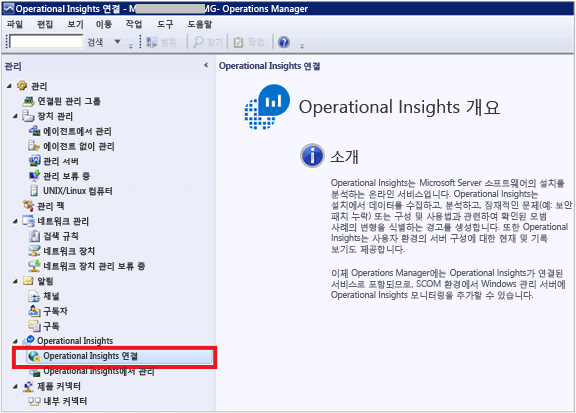 Operational Insights 연결 - M MG- Operations Manager
파일 편집 보기 이동 작업 도구 도움말
검색 범위 찾기 작업
관리
관리
연결된 관리 그룹
장치 관리
에이전트에서 관리
에이전트 없이 관리
관리 서버
관리 보류 중
UNIX/Linux 컴퓨터
관리 팩
네트워크 관리
검색 규칙
네트워크 장치
네트워크 장치 관리 보류 중
알림
채널
구독자
구독
Operational Insights
Operational Insights 연결
Operational Insights에서 관리
제품 커넥터
내부 커넥터
Operational Insights 연결
Operational Insights 개요
소개
Operational Insights는 Microsoft Server 소프트웨어의 설치를
분석하는 온라인 서비스입니다. Operational Insights는
설치에서 데이터를 수집하고, 분석하고, 잠재적인 문제(예: 보안
패치 누락) 또는 구성 및 사용법과 관련하여 확인된 모범
사례의 변형을 식별하는 경고를 생성합니다. 또한 Operational
Insights는 사용자 환경의 서버 구성에 대한 현재 및 기록
보기도 제공합니다.
이제 Operations Manager에는 Operational Insights가 연결된
서비스로 포함되므로, SCOM 환경에서 Windows 관리 서버에
Operational Insights 모니터링을 추가할 수 있습니다.